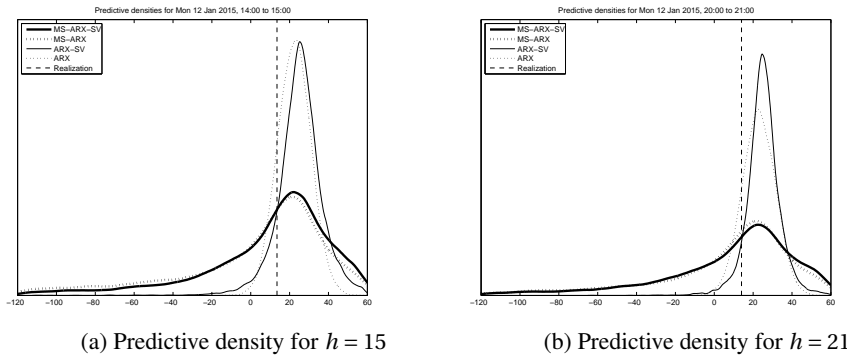 Predictive densities for Mon 12 Jan 2015, 14:00 to 15:00
MS−ARX−SV
MS−ARX
ARX−SV
ARX
Realization
−120 −100 −80 −60 −40 −20 0 20 40 60
(a) Predictive density for h = 15
Predictive densities for Mon 12 Jan 2015, 20:00 to 21:00
MS−ARX−SV
MS−ARX
ARX−SV
ARX
Realization
−120 −100 −80 −60 −40 −20 0 20 40 60
(b) Predictive density for h = 21